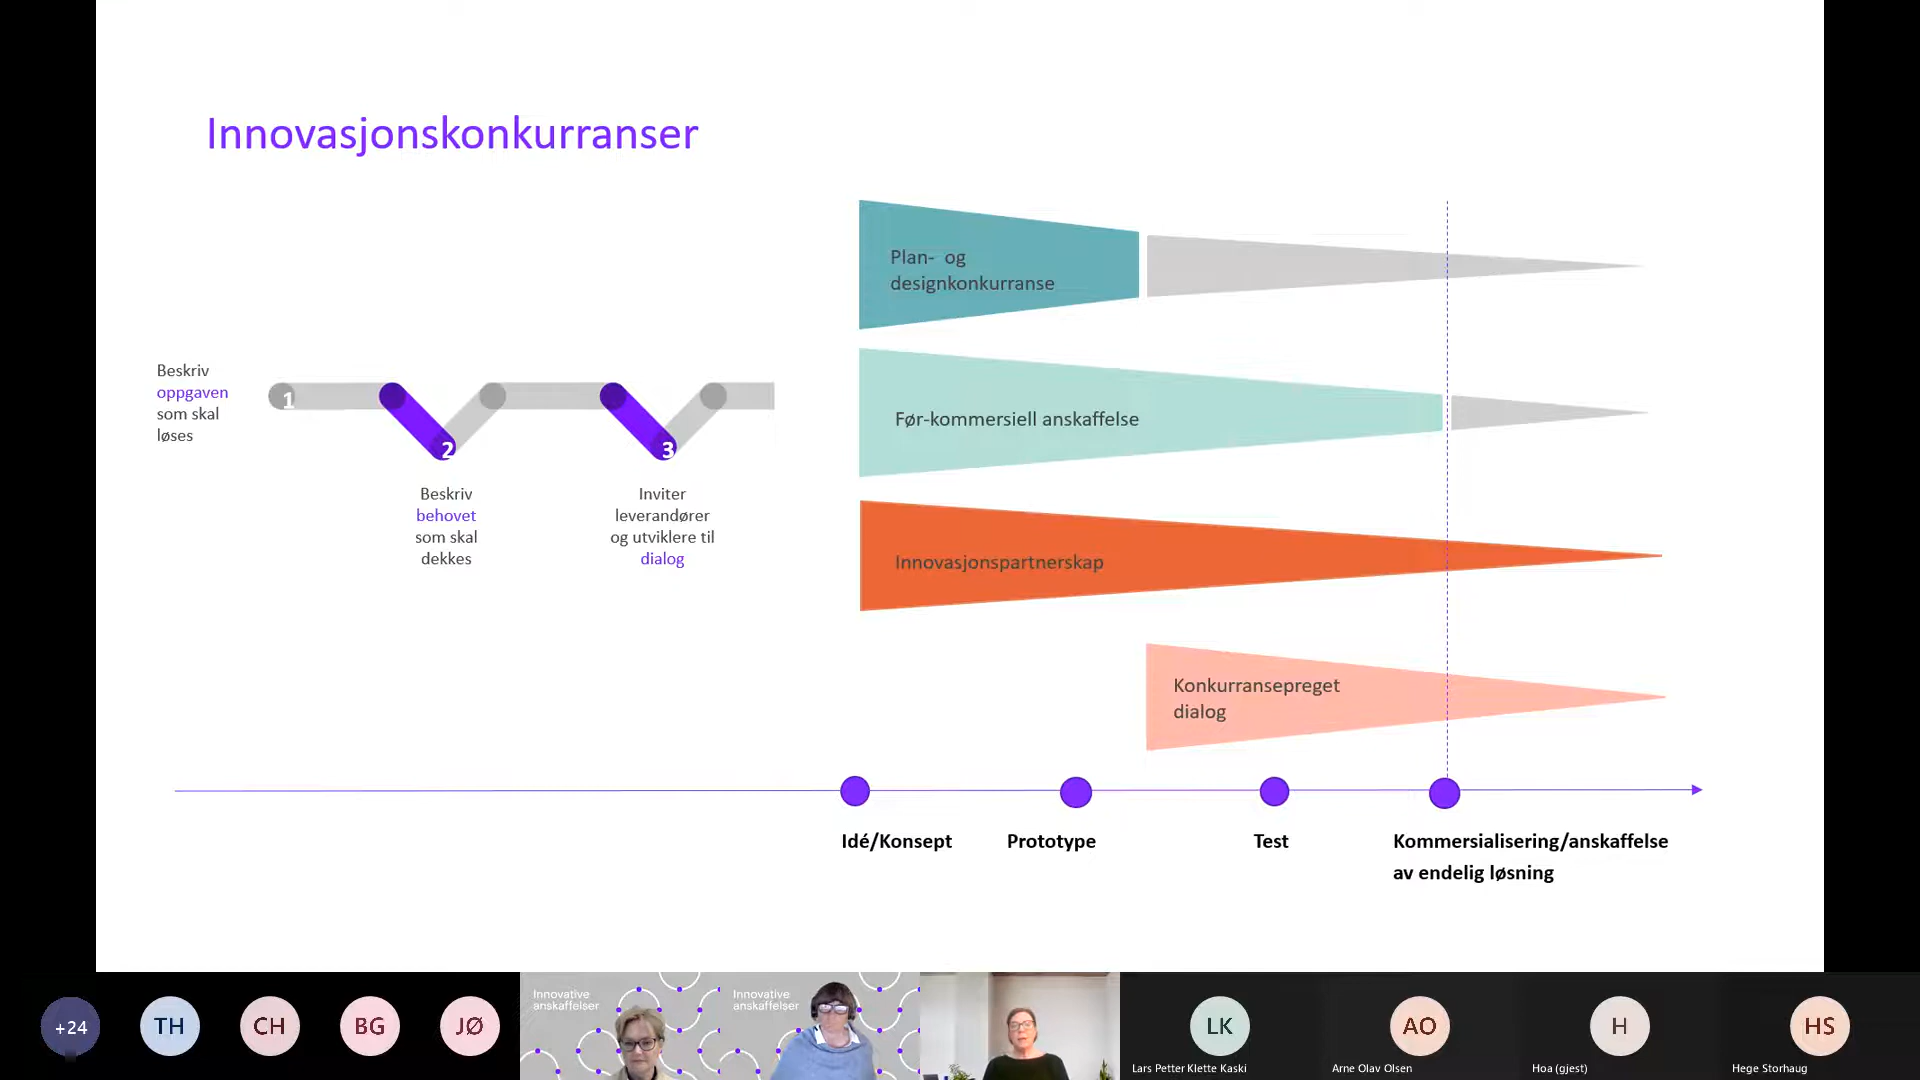 Innovasjonskonkurranser
Beskriv
oppgaven
som skal
løses
1
2
3
Beskriv
behovet
som skal
dekkes
Inviter
leverandører
og utviklere til
dialog
Plan- og
designkonkurranse
Før-kommersiell anskaffelse
Innovasjonspartnerskap
Konkurransepreget
dialog
Idé/Konsept
Prototype
Test
Kommersialisering/anskaffelse
av endelig løsning
+24
TH
CH
BG
JØ
Innovative
anskaffelser
Innovative
anskaffelser
LK
Lars Petter Klette Kaski
AO
Arne Olav Olsen
H
Hoa (gjest)
HS
Hege Storhaug